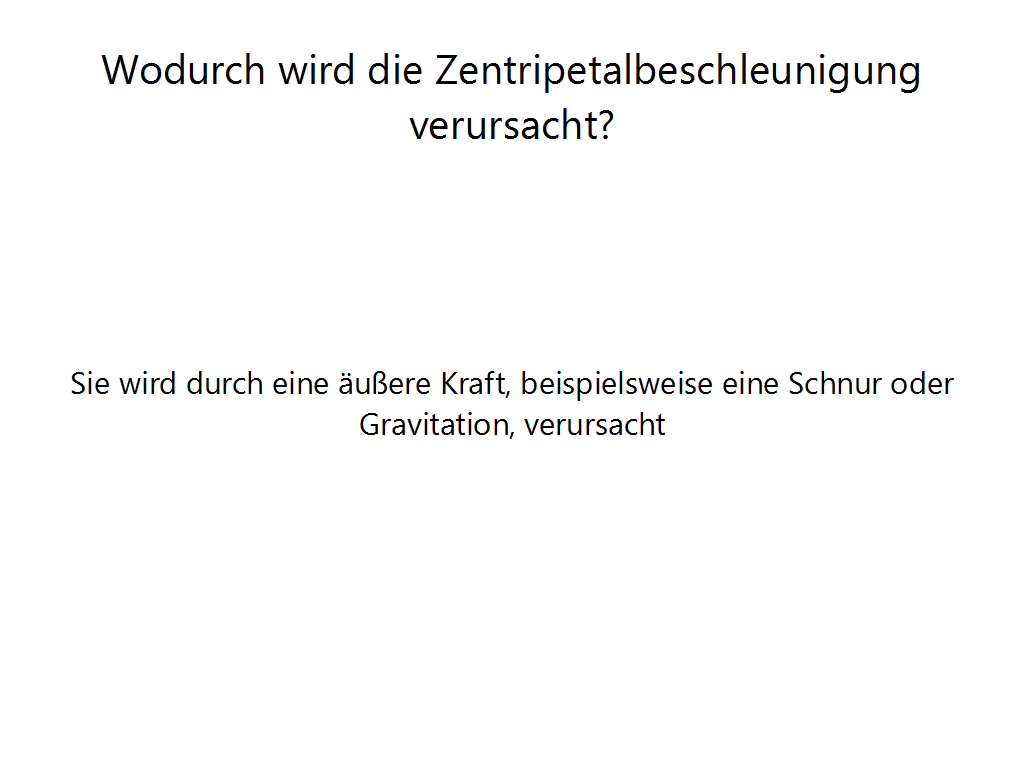 Wodurch wird die Zentripetalbeschleunigung
verursacht?
Sie wird durch eine äußere Kraft, beispielsweise eine Schnur oder
Gravitation, verursacht